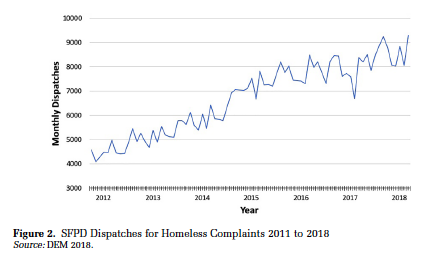 10000
9000
8000
7000
6000
5000
4000
3000
Monthly Dispatches
2012 2013 2014 2015 2016 2017 2018
Year
Figure 2. SFPD Dispatches for Homeless Complaints 2011 to 2018
Source: DEM 2018.